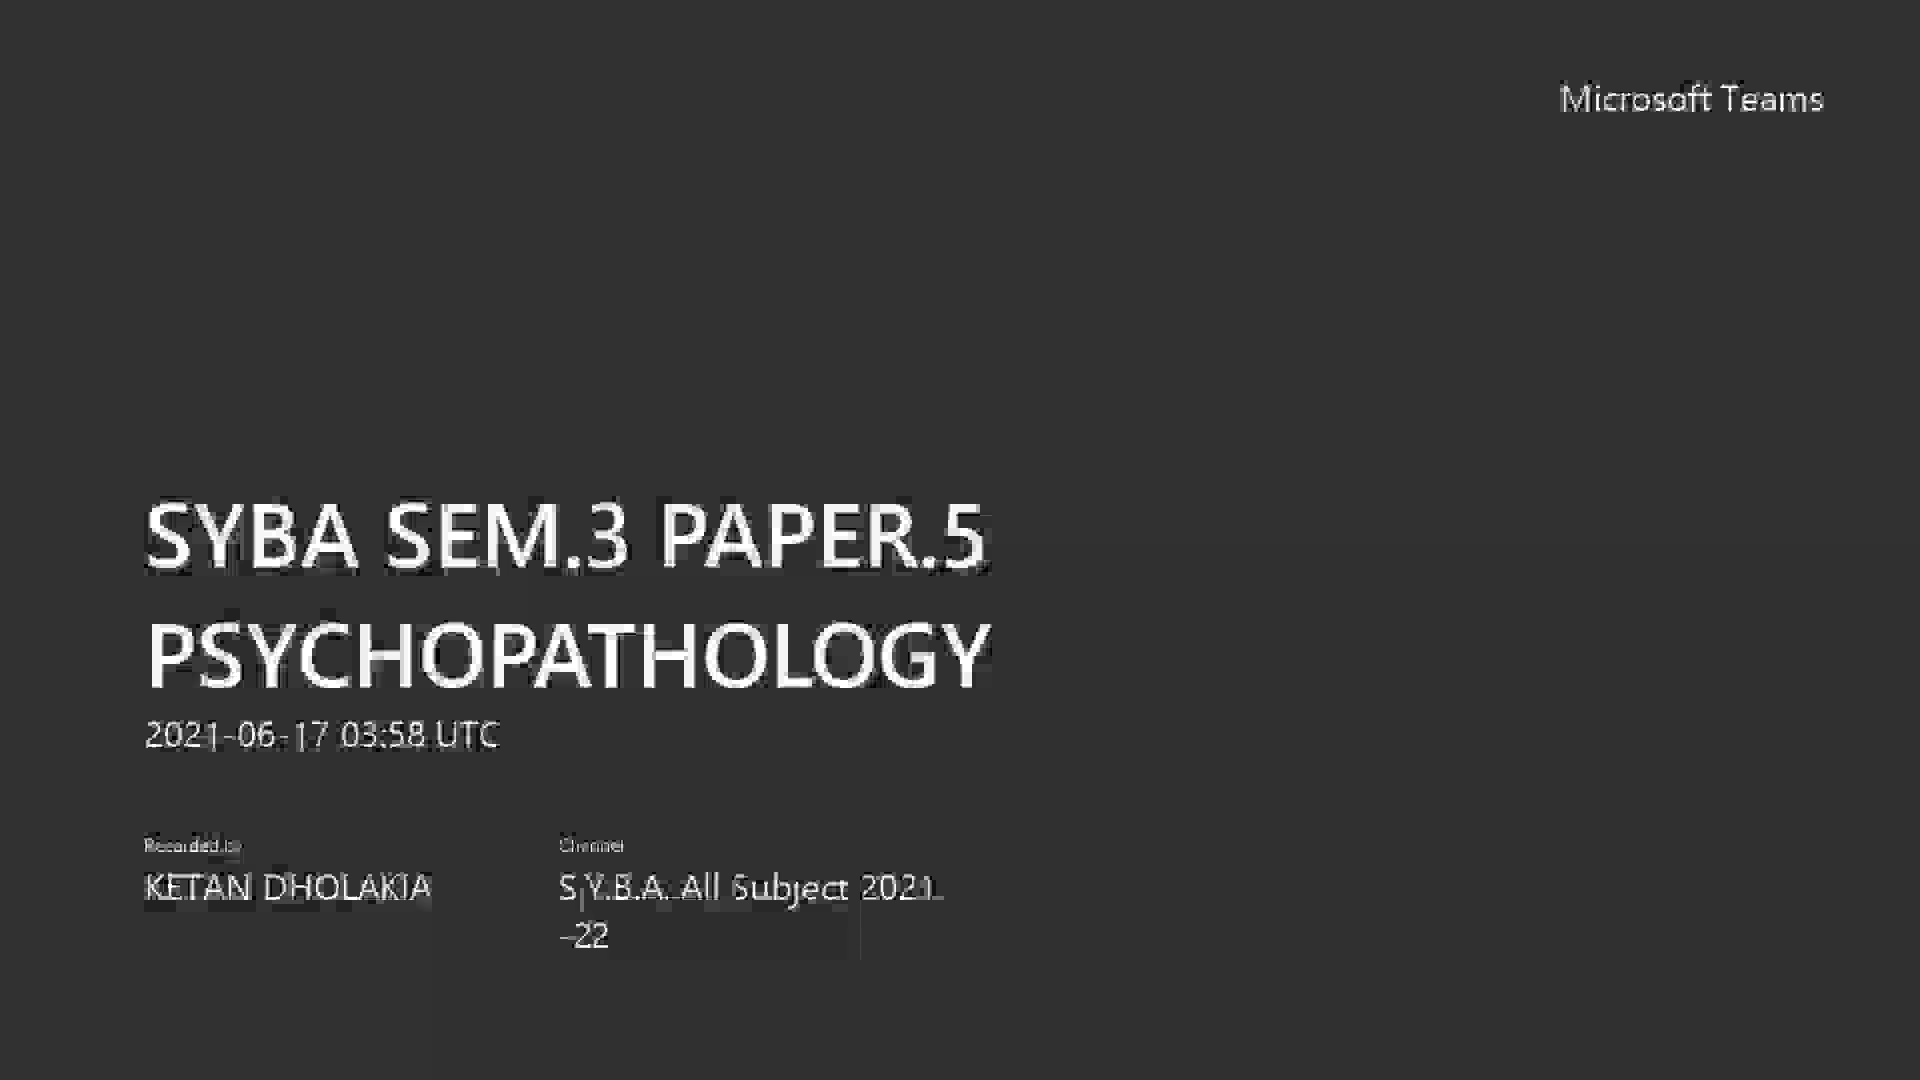 Microsoft Teams
SYBA SEM.3 PAPER.5
PSYCHOPATHOLOGY
2021-06-17 03:58 UTC
Recorded by
Channel
KETAN DHOLAKIA
S.Y.B.A. All Subject 2021
-22